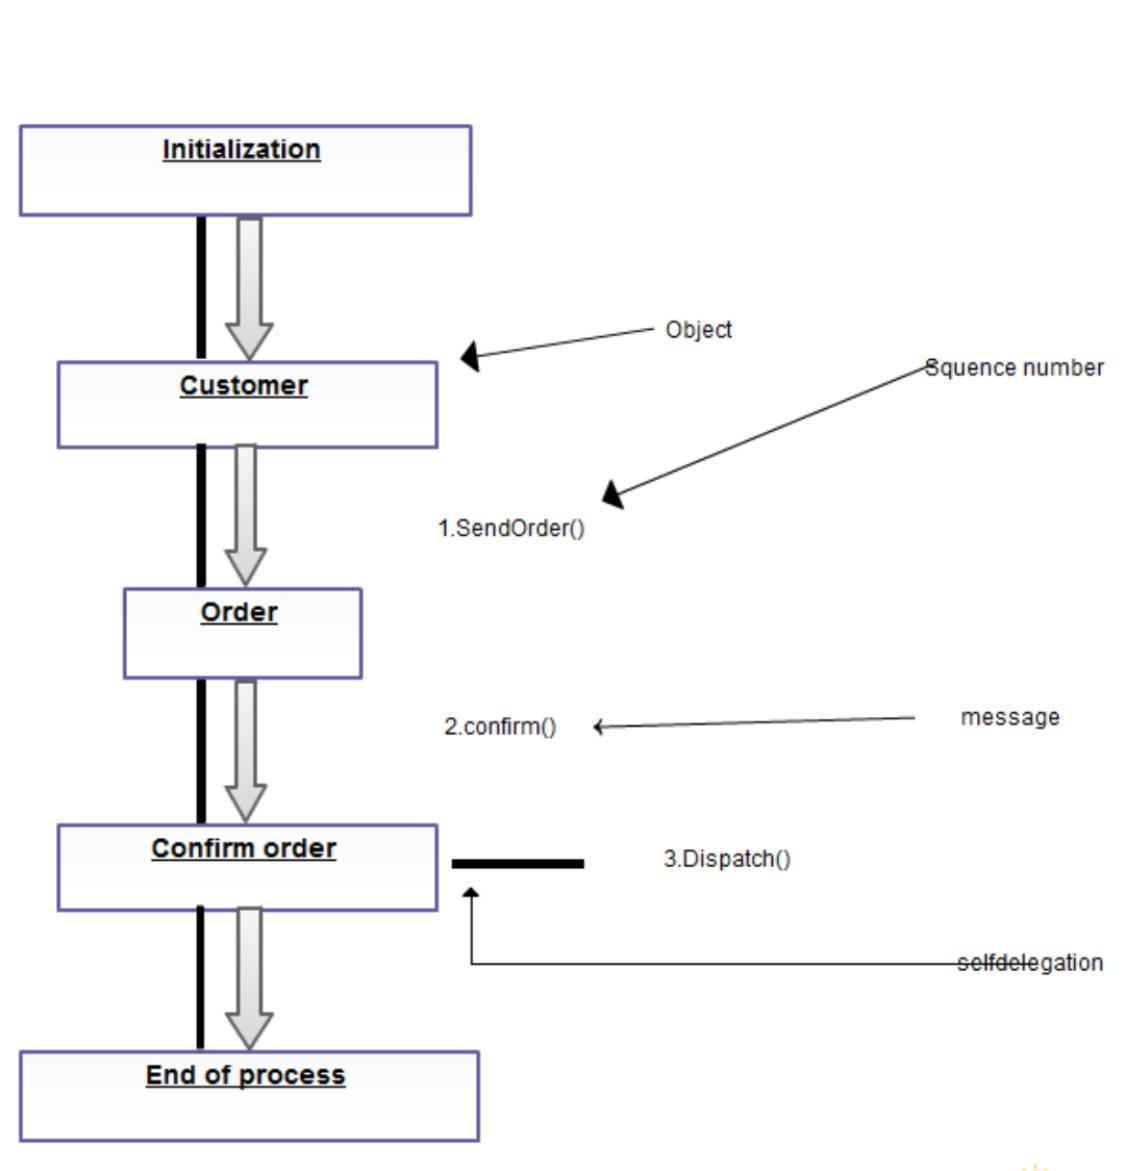 Initialization
Object
Squence number
Customer
1.SendOrder()
Order
2.confirm()
message
Confirm order
3.Dispatch()
selfdelegation
End of process